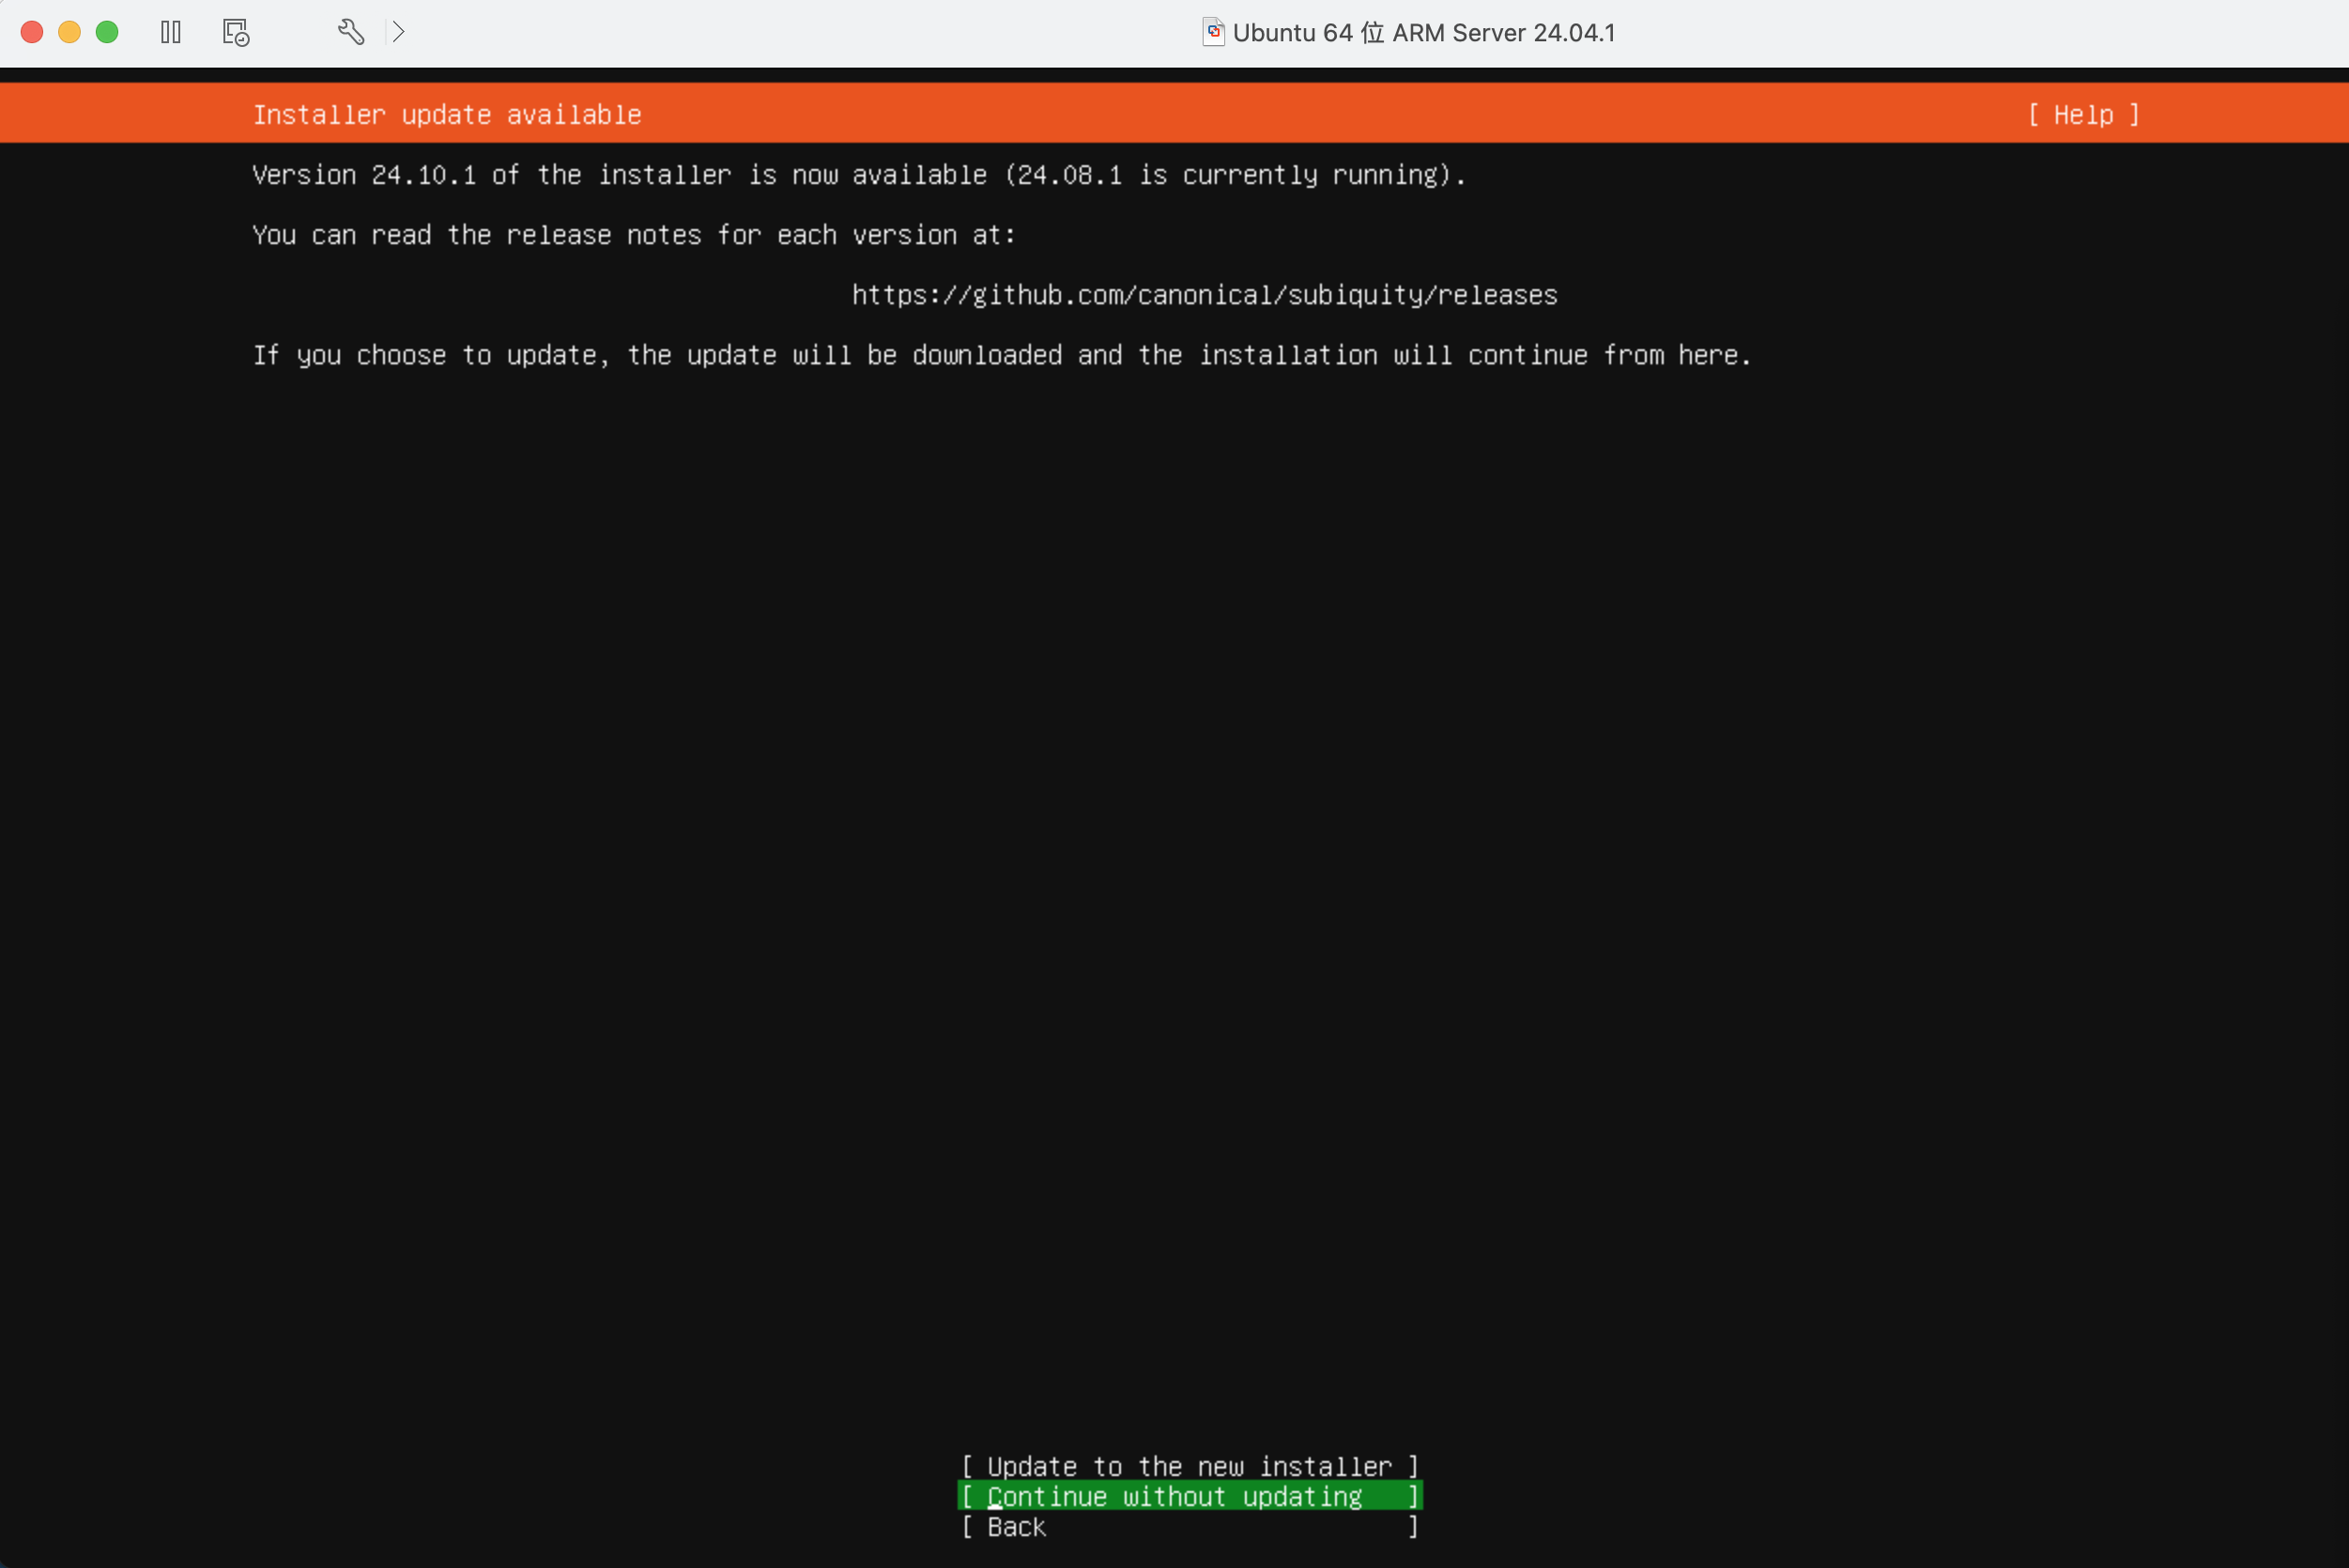 Ubuntu 64 位 ARM Server 24.04.1
Installer update available [ Help ]
Version 24.10.1 of the installer is now available (24.08.1 is currently running).
You can read the release notes for each version at:
https://github.com/canonical/subiquity/releases
If you choose to update, the update will be downloaded and the installation will continue from here.
[ Update to the new installer ]
[ Continue without updating ]
[ Back ]